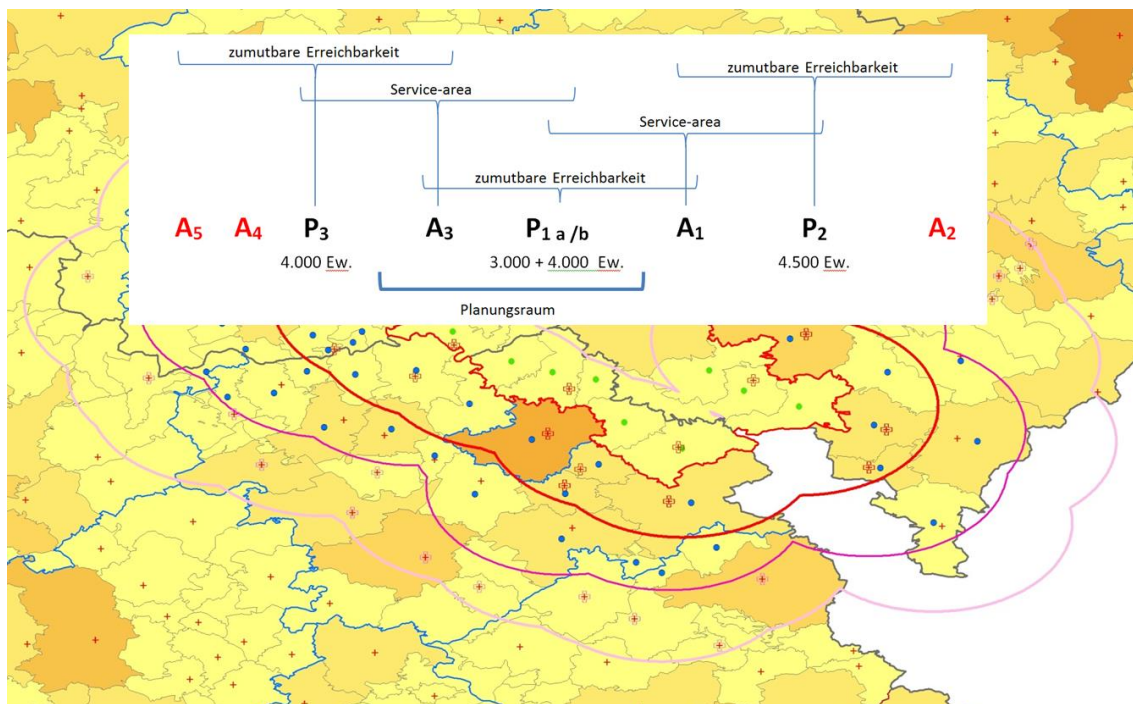 zumutbare Erreichbarkeit
zumutbare Erreichbarkeit
Service-area
Service-area
zumutbare Erreichbarkeit
A5 A4 P3 A3 P1 a /b A1 P2 A2
4.000 Ew. 3.000 + 4.000 Ew. 4.500 Ew.
Planungsraum